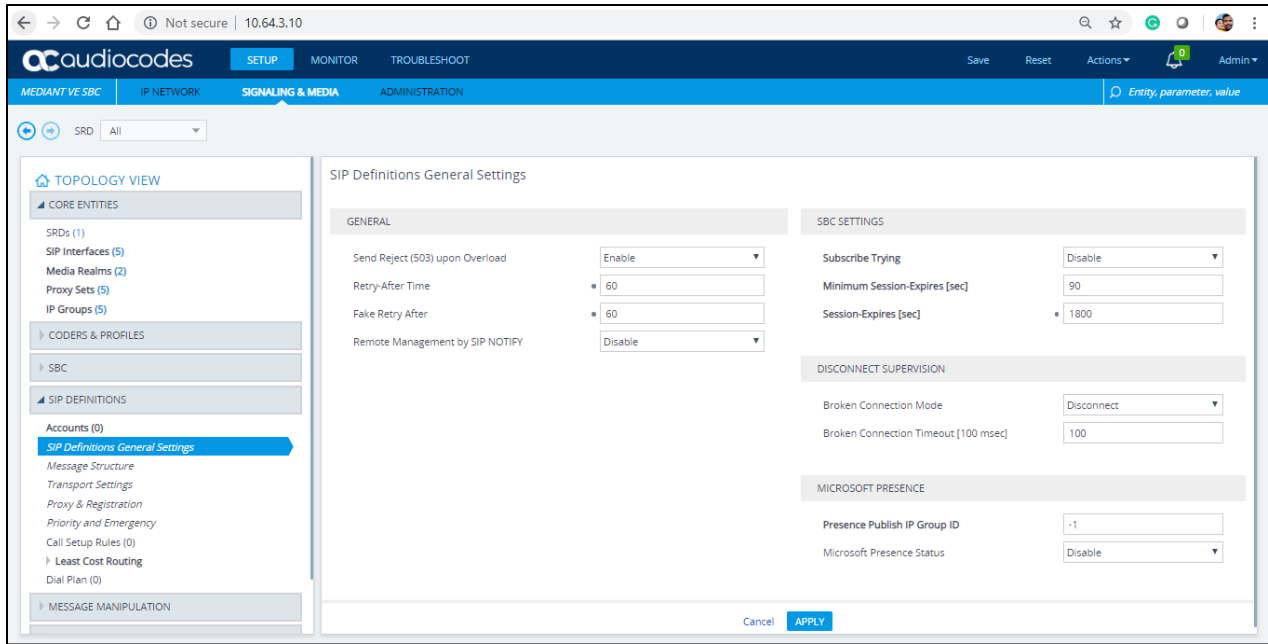 Not secure | 10.64.3.10
audiocodes SETUP MONITOR TROUBLESHOOT Save Reset Actions 0 Admin
MEDIANT VE SBC IP NETWORK SIGNALING & MEDIA ADMINISTRATION Entity, parameter, value
SRD All
TOPOLOGY VIEW
CORE ENTITIES
SRDs (1)
SIP Interfaces (5)
Media Realms (2)
Proxy Sets (5)
IP Groups (5)
CODERS & PROFILES
SBC
SIP DEFINITIONS
Accounts (0)
SIP Definitions General Settings
Message Structure
Transport Settings
Proxy & Registration
Priority and Emergency
Call Setup Rules (0)
Least Cost Routing
Dial Plan (0)
MESSAGE MANIPULATION
SIP Definitions General Settings
GENERAL
Send Reject (503) upon Overload Enable
Retry-After Time 60
Fake Retry After 60
Remote Management by SIP NOTIFY Disable
SBC SETTINGS
Subscribe Trying Disable
Minimum Session-Expires [sec] 90
Session-Expires [sec] 1800
DISCONNECT SUPERVISION
Broken Connection Mode Disconnect
Broken Connection Timeout [100 msec] 100
MICROSOFT PRESENCE
Presence Publish IP Group ID -1
Microsoft Presence Status Disable
Cancel APPLY